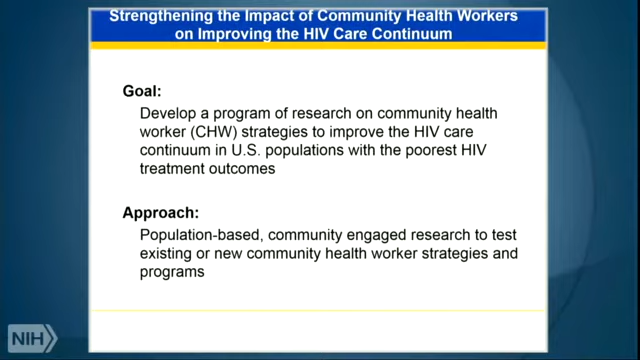 Strengthening the Impact of Community Health Workers
on Improving the HIV Care Continuum
Goal:
Develop a program of research on community health
worker (CHW) strategies to improve the HIV care
continuum in U.S. populations with the poorest HIV
treatment outcomes
Approach:
Population-based, community engaged research to test
existing or new community health worker strategies and
programs
NIH